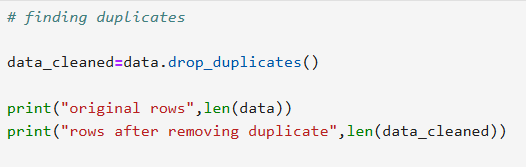 # finding duplicates
data_cleaned=data.drop_duplicates()
print("original rows",len(data))
print("rows after removing duplicate",len(data_cleaned))